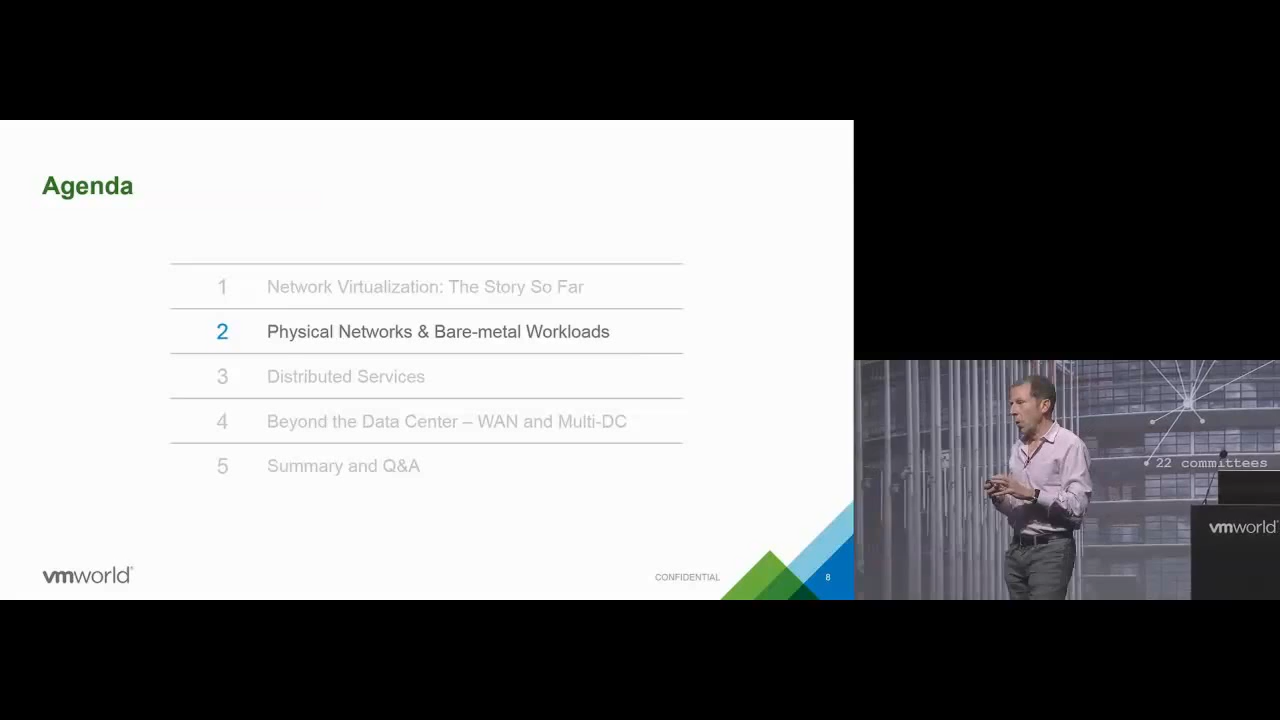 Agenda
1 Network Virtualization: The Story So Far
2 Physical Networks & Bare-metal Workloads
3 Distributed Services
4 Beyond the Data Center – WAN and Multi-DC
5 Summary and Q&A
vmworld
CONFIDENTIAL
8
22 committees
vmworld